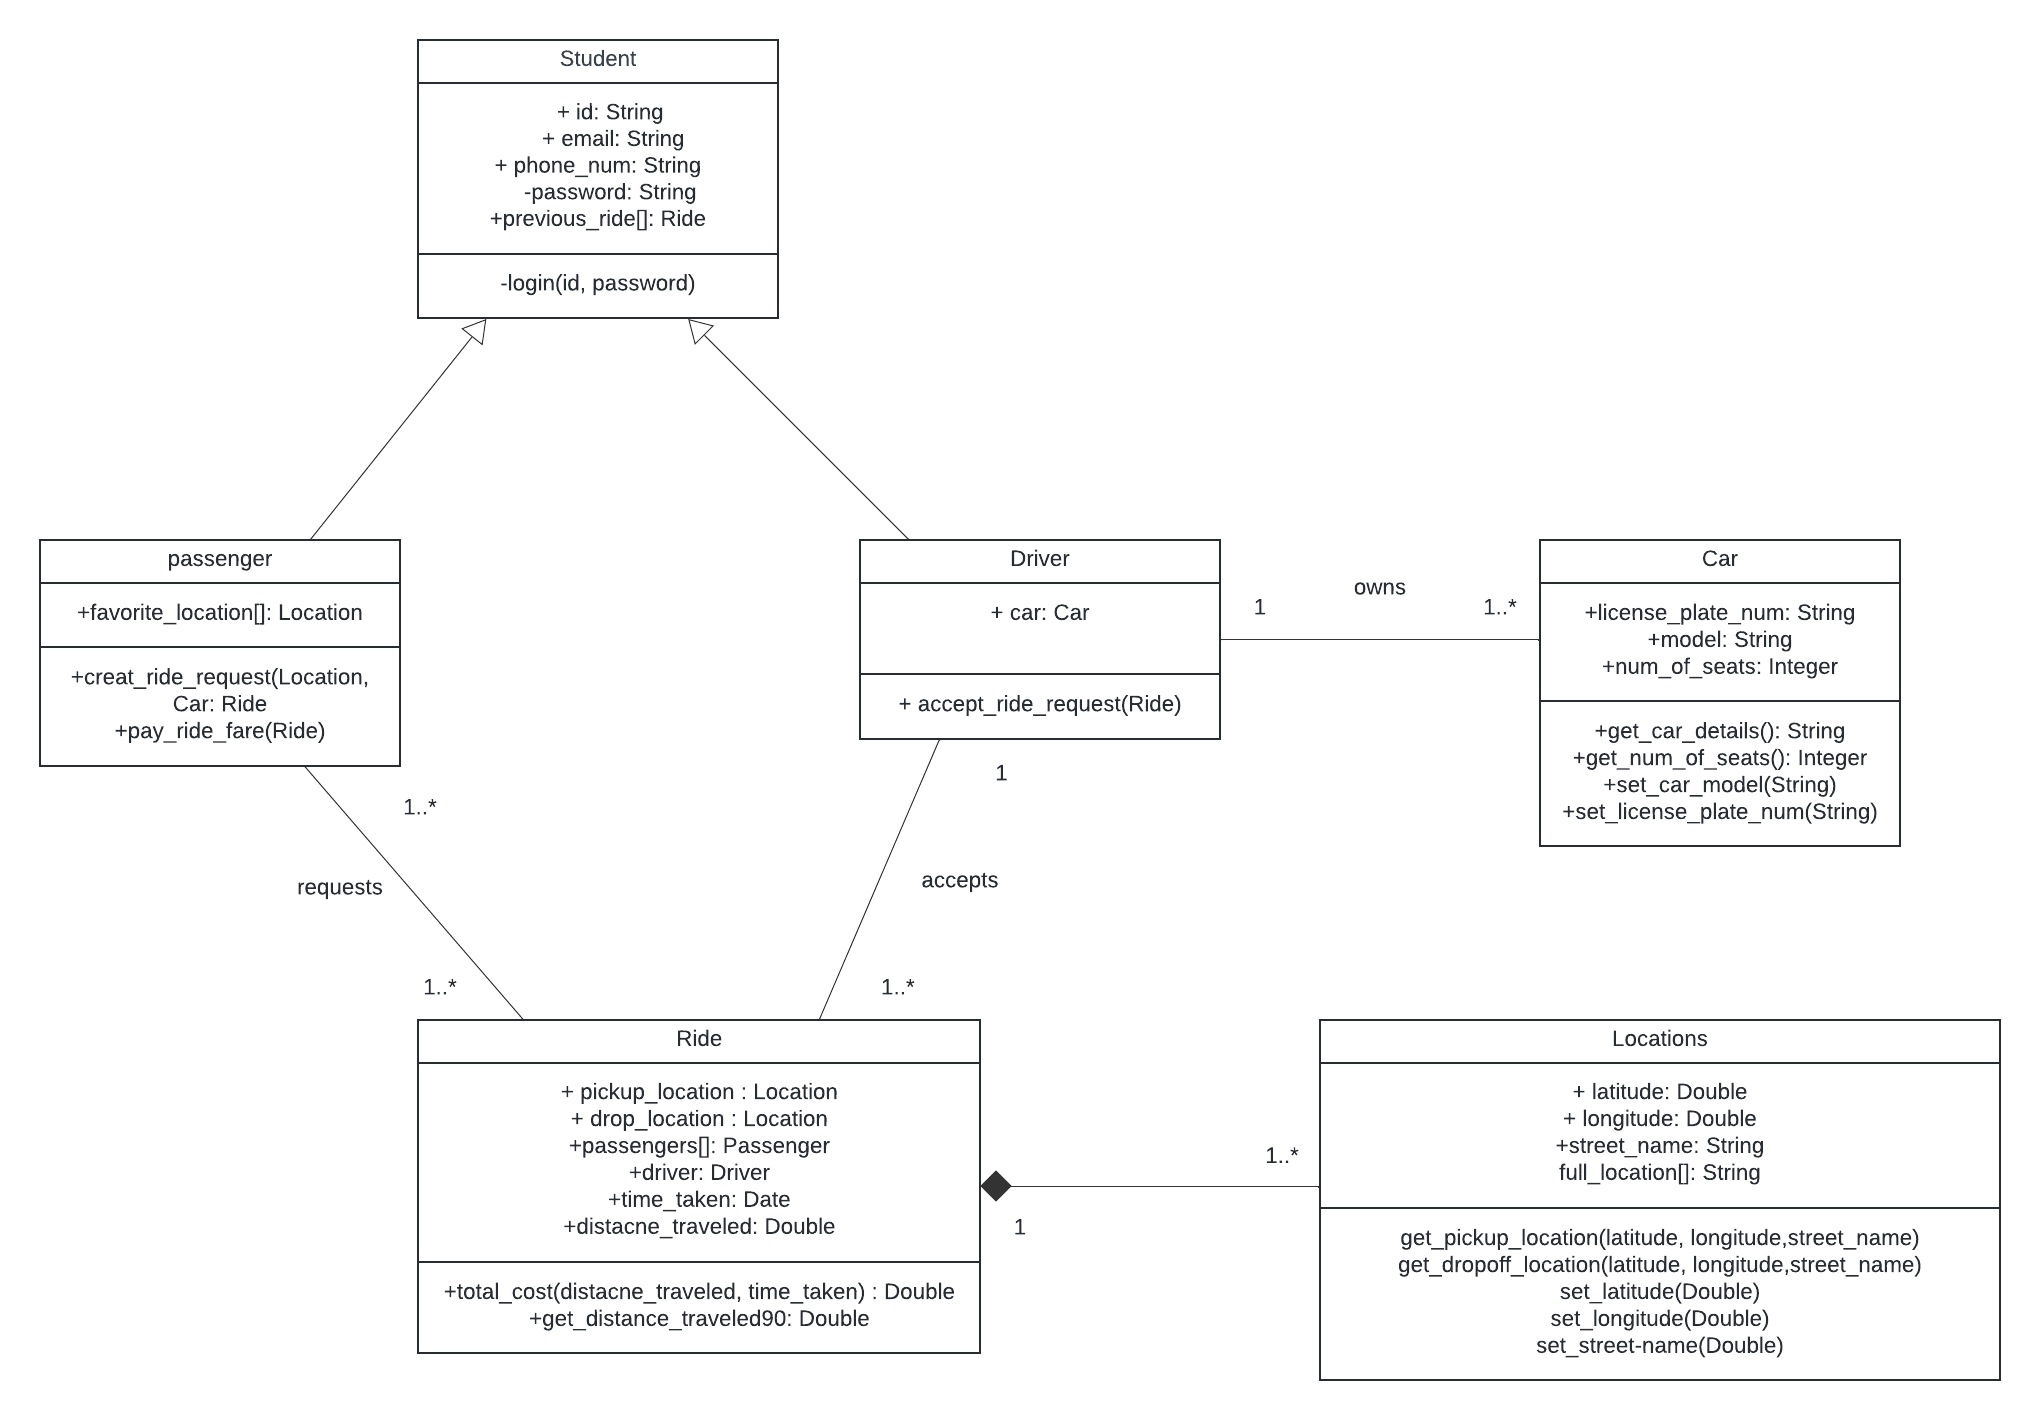 Student
+ id: String
+ email: String
+ phone_num: String
-password: String
+previous_ride[]: Ride
-login(id, password)
passenger
+favorite_location[]: Location
+creat_ride_request(Location,
Car: Ride
+pay_ride_fare(Ride)
Driver
+ car: Car
+ accept_ride_request(Ride)
1
owns
1..*
Car
+license_plate_num: String
+model: String
+num_of_seats: Integer
+get_car_details(): String
+get_num_of_seats(): Integer
+set_car_model(String)
+set_license_plate_num(String)
1..*
requests
1..*
1
accepts
1..*
Ride
+ pickup_location : Location
+ drop_location : Location
+passengers[]: Passenger
+driver: Driver
+time_taken: Date
+distacne_traveled: Double
+total_cost(distacne_traveled, time_taken) : Double
+get_distance_traveled90: Double
1..*
1
Locations
+ latitude: Double
+ longitude: Double
+street_name: String
full_location[]: String
get_pickup_location(latitude, longitude,street_name)
get_dropoff_location(latitude, longitude,street_name)
set_latitude(Double)
set_longitude(Double)
set_street-name(Double)